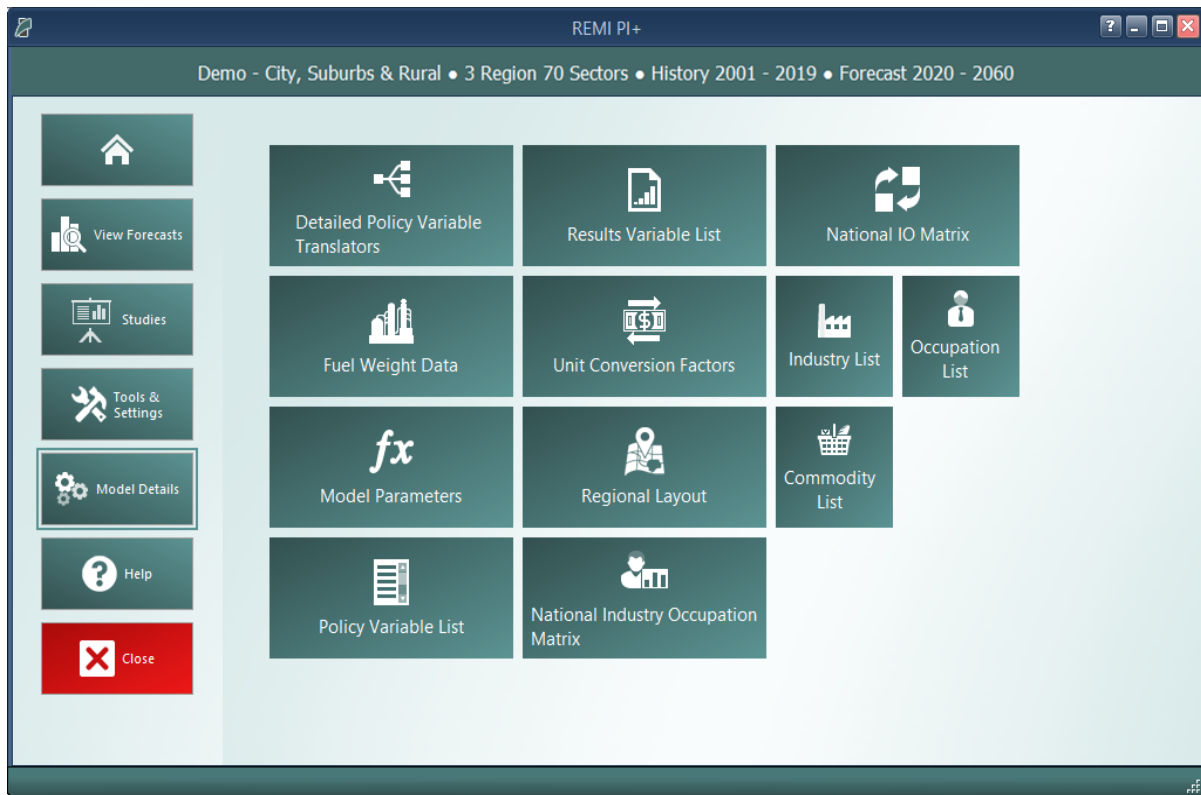 REMI PI+
Demo - City, Suburbs & Rural ● 3 Region 70 Sectors ● History 2001 - 2019 ● Forecast 2020 - 2060
View Forecasts
Studies
Tools &
Settings
Model Details
Help
Close
Detailed Policy Variable
Translators
Results Variable List
National IO Matrix
Fuel Weight Data
Unit Conversion Factors
Industry List
Occupation
List
Model Parameters
Regional Layout
Commodity
List
Policy Variable List
National Industry Occupation
Matrix